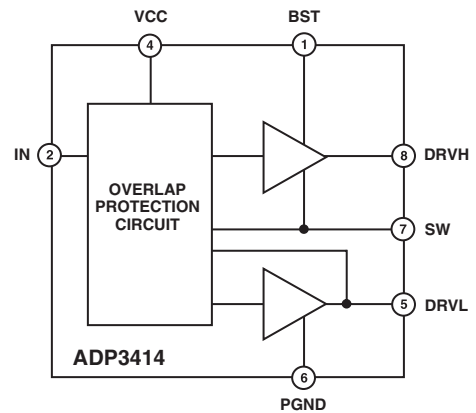 VCC
BST
4
1
IN
2
8
DRVH
OVERLAP
PROTECTION
CIRCUIT
7
SW
5
DRVL
ADP3414
6
PGND